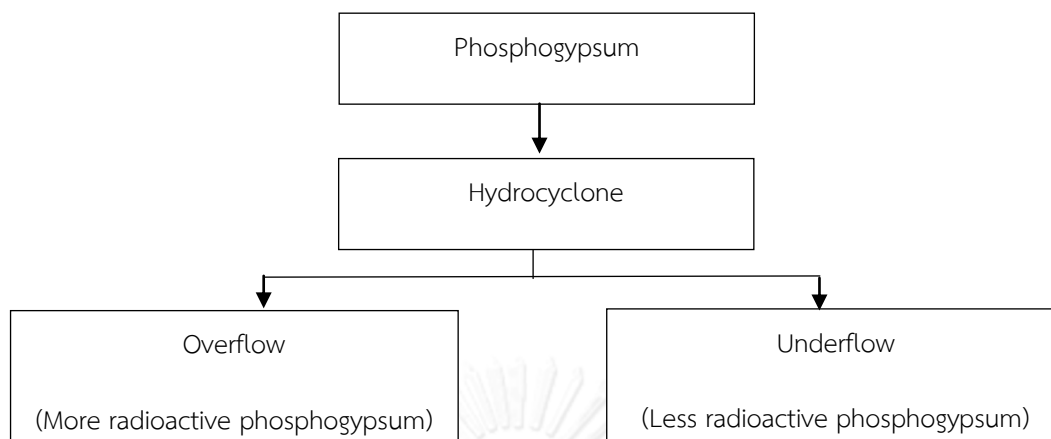 Phosphogypsum
Hydrocyclone
Overflow
(More radioactive phosphogypsum)
Underflow
(Less radioactive phosphogypsum)